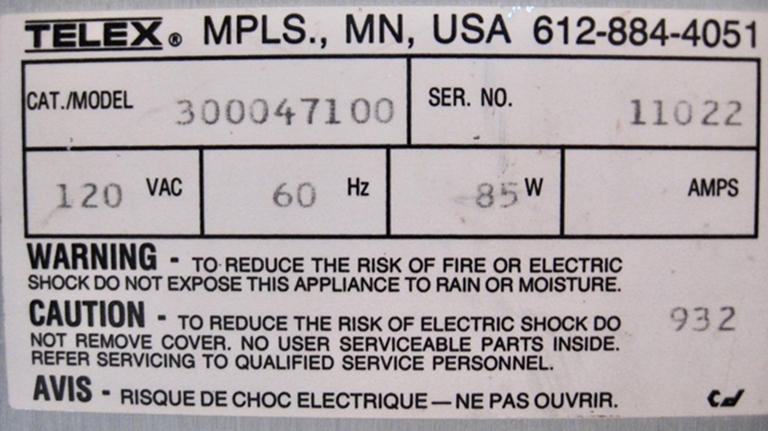 TELEX® MPLS., MN, USA 612-884-4051
CAT./MODEL 300047100 SER. NO. 11022
120 VAC 60 Hz 85 W AMPS
WARNING - TO REDUCE THE RISK OF FIRE OR ELECTRIC
SHOCK DO NOT EXPOSE THIS APPLIANCE TO RAIN OR MOISTURE.
CAUTION - TO REDUCE THE RISK OF ELECTRIC SHOCK DO
NOT REMOVE COVER. NO USER SERVICEABLE PARTS INSIDE.
932
REFER SERVICING TO QUALIFIED SERVICE PERSONNEL.
AVIS - RISQUE DE CHOC ELECTRIQUE — NE PAS OUVRIR.